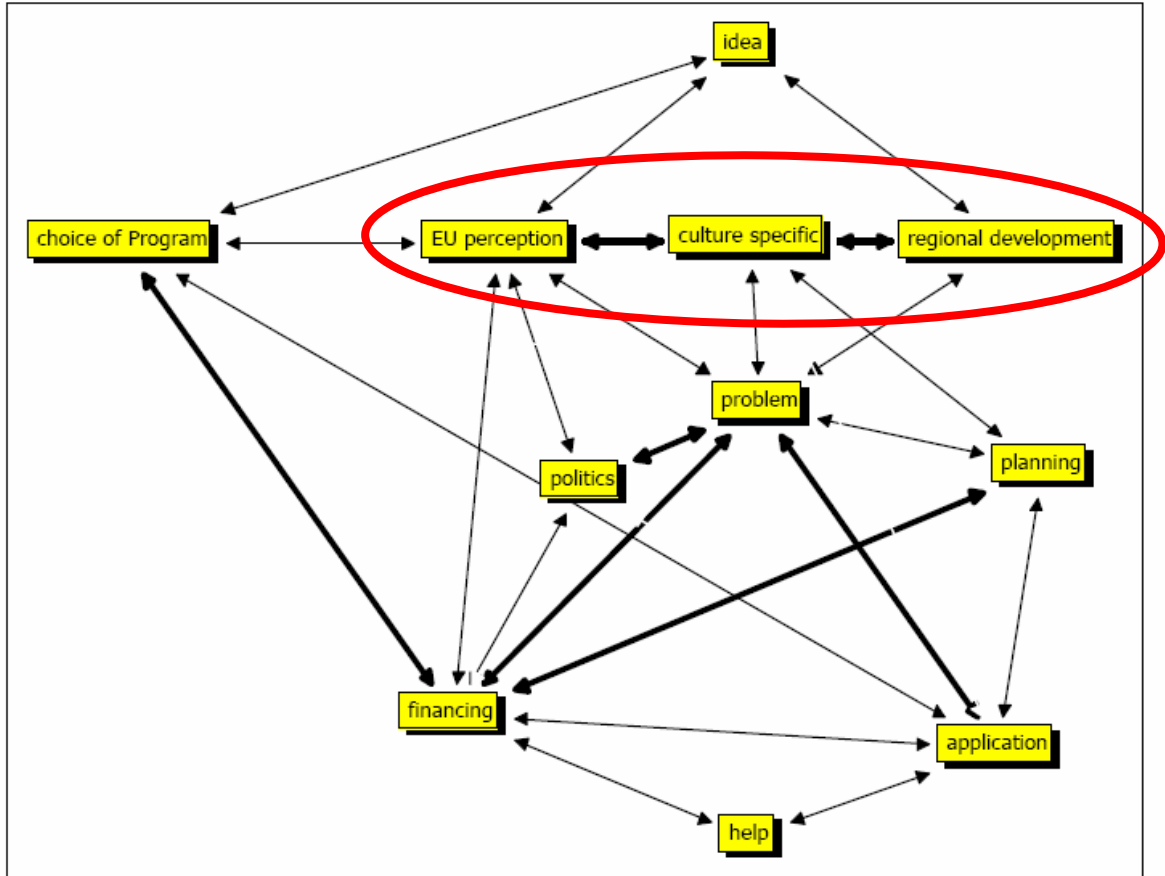 idea
choice of Program
EU perception
culture specific
regional development
problem
planning
politics
financing
application
help